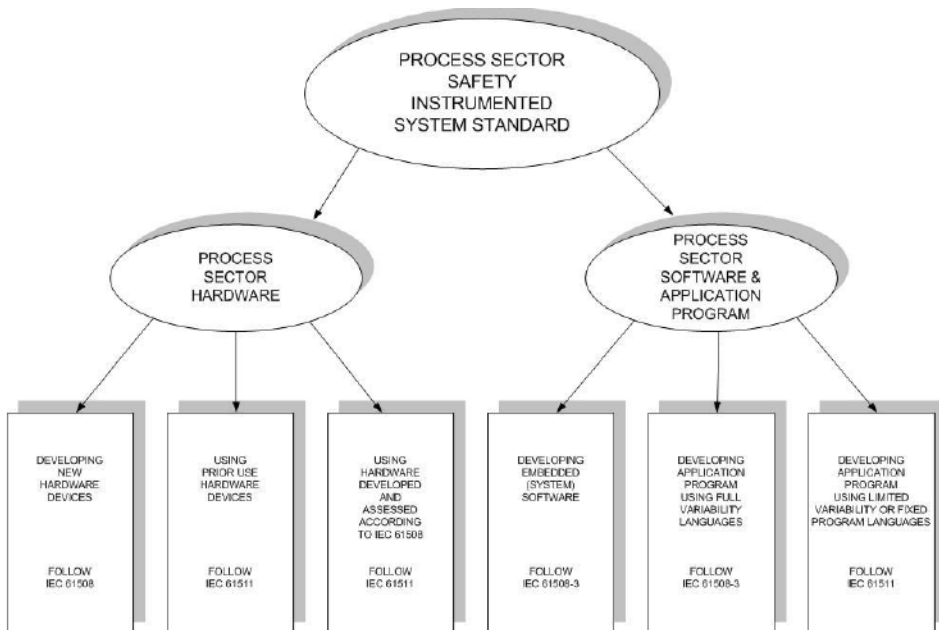 PROCESS SECTOR
SAFETY
INSTRUMENTED
SYSTEM STANDARD
PROCESS
SECTOR
HARDWARE
PROCESS
SECTOR
SOFTWARE &
APPLICATION
PROGRAM
DEVELOPING
NEW
HARDWARE
DEVICES
FOLLOW
IEC 61508
USING
PRIOR USE
HARDWARE
DEVICES
FOLLOW
IEC 61511
USING
HARDWARE
DEVELOPED
AND
ASSESSED
ACCORDING
TO IEC 61508
FOLLOW
IEC 61511
DEVELOPING
EMBEDDED
(SYSTEM)
SOFTWARE
FOLLOW
IEC 61508-3
DEVELOPING
APPLICATION
PROGRAM
USING FULL
VARIABILITY
LANGUAGES
FOLLOW
IEC 61508-3
DEVELOPING
APPLICATION
PROGRAM
USING LIMITED
VARIABILITY OR FIXED
PROGRAM LANGUAGES
FOLLOW
IEC 61511